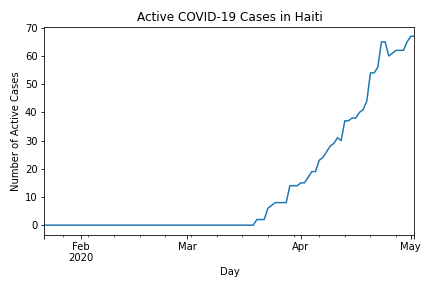 Active COVID-19 Cases in Haiti
Number of Active Cases
70
60
50
40
30
20
10
0
Feb
2020
Mar
Apr
May
Day